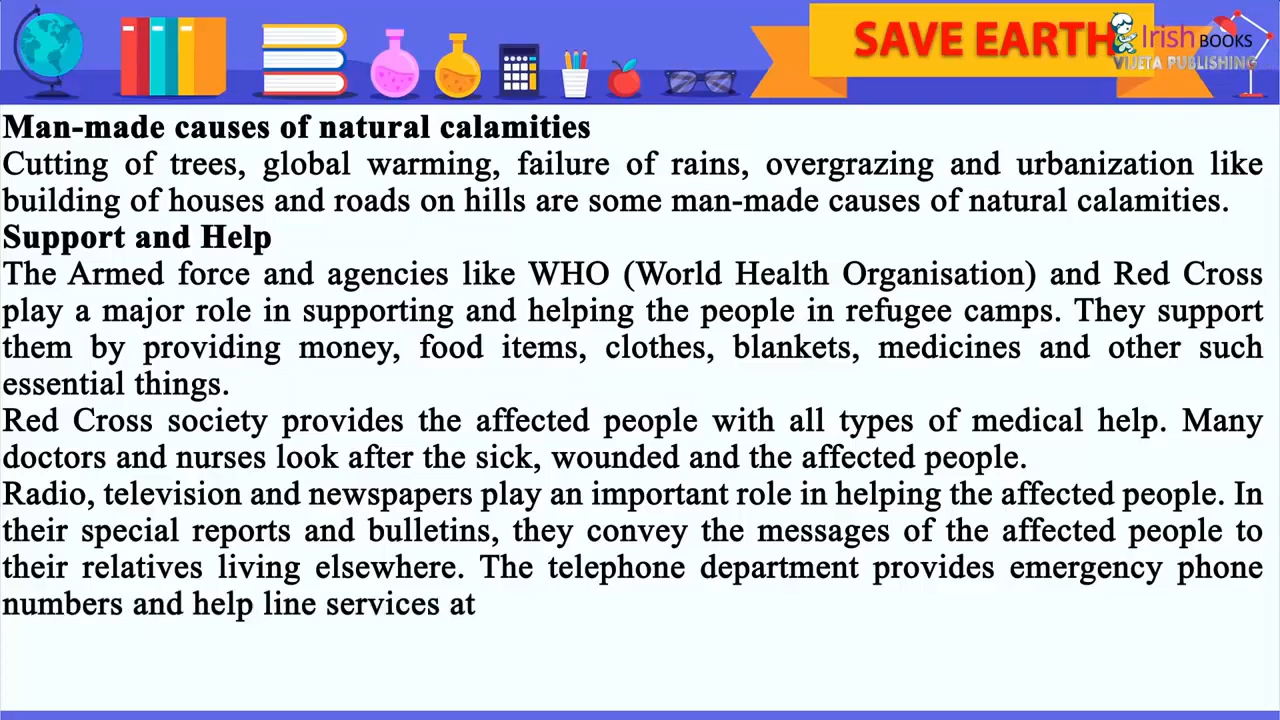 SAVE EARTH
Irish BOOKS
VIJETA PUBLISHING
Man-made causes of natural calamities
Cutting of trees, global warming, failure of rains, overgrazing and urbanization like
building of houses and roads on hills are some man-made causes of natural calamities.
Support and Help
The Armed force and agencies like WHO (World Health Organisation) and Red Cross
play a major role in supporting and helping the people in refugee camps. They support
them by providing money, food items, clothes, blankets, medicines and other such
essential things.
Red Cross society provides the affected people with all types of medical help. Many
doctors and nurses look after the sick, wounded and the affected people.
Radio, television and newspapers play an important role in helping the affected people. In
their special reports and bulletins, they convey the messages of the affected people to
their relatives living elsewhere. The telephone department provides emergency phone
numbers and help line services at